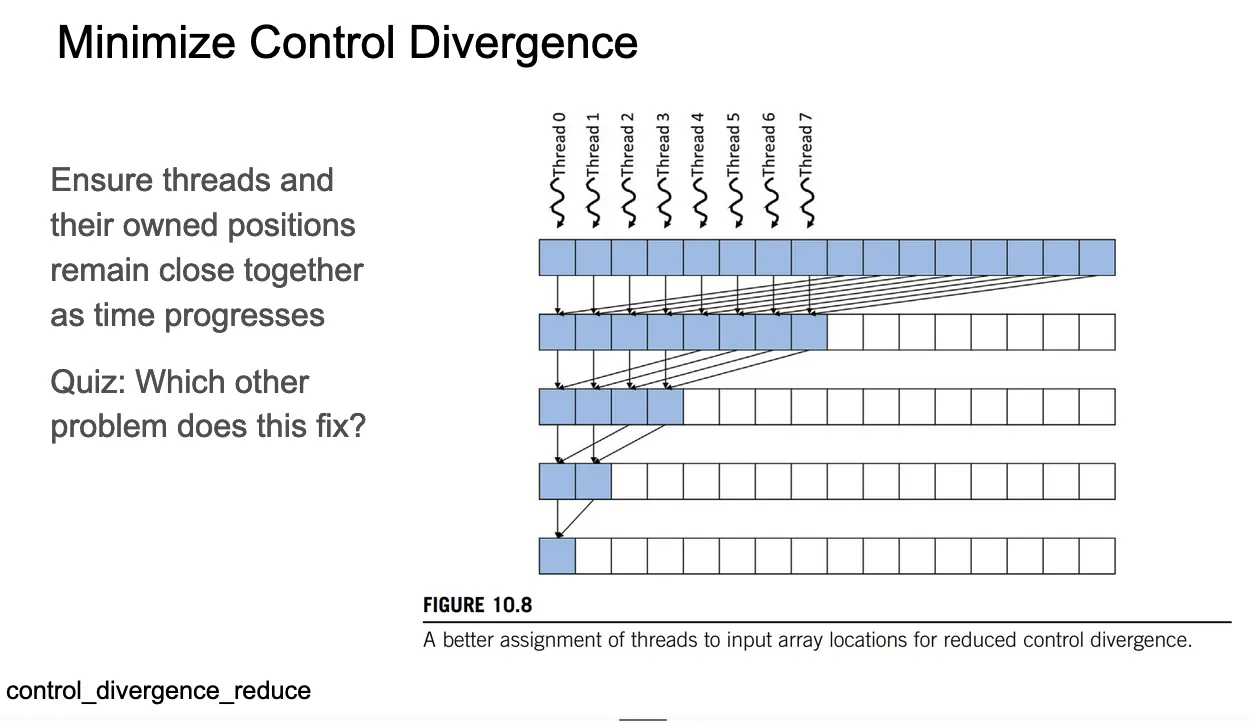 Minimize Control Divergence
Ensure threads and
their owned positions
remain close together
as time progresses
Quiz: Which other
problem does this fix?
Thread 0
Thread 1
Thread 2
Thread 3
Thread 4
Thread 5
Thread 6
Thread 7
FIGURE 10.8
A better assignment of threads to input array locations for reduced control divergence.
control_divergence_reduce